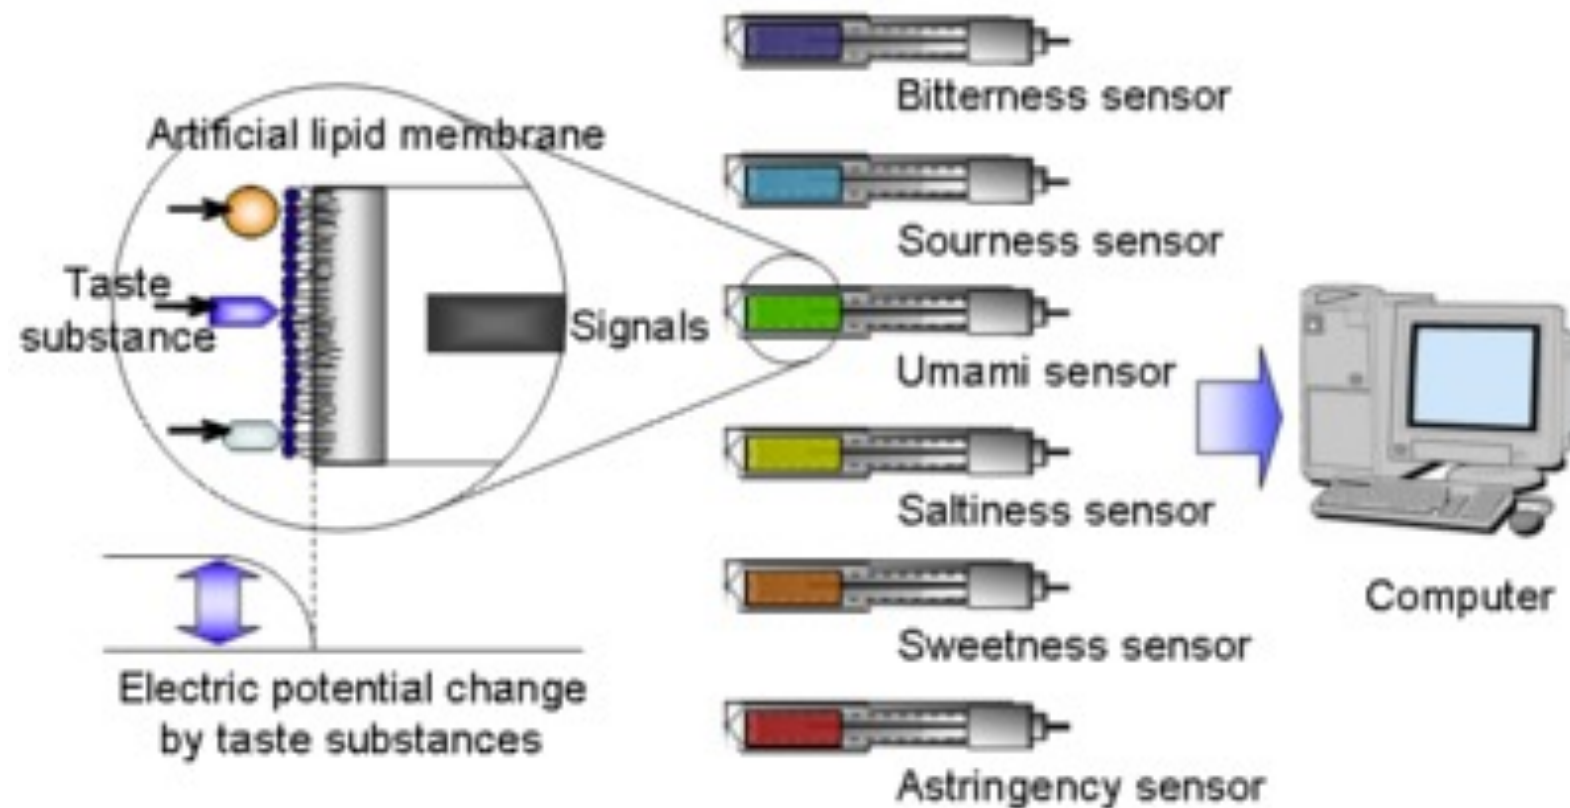 Artificial lipid membrane
Taste
substance
Signals
Electric potential change
by taste substances
Bitterness sensor
Sourness sensor
Umami sensor
Saltiness sensor
Sweetness sensor
Astringency sensor
Computer